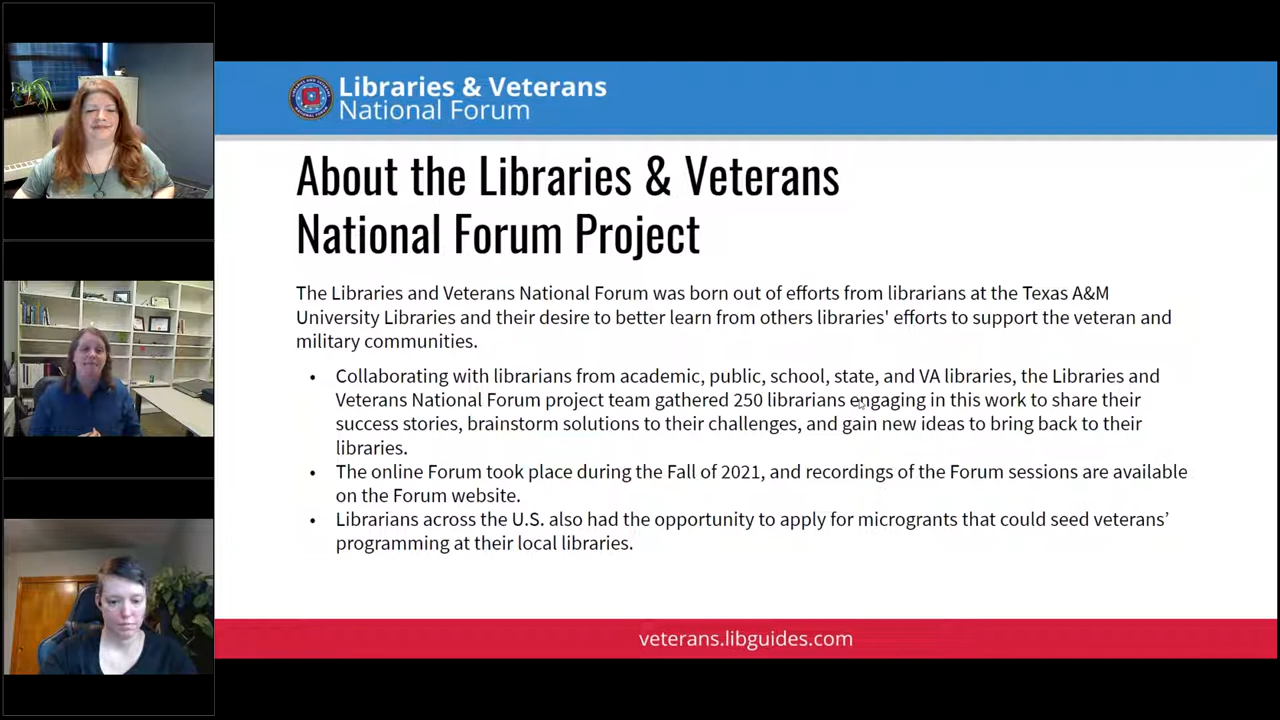 Libraries & Veterans
National Forum
About the Libraries & Veterans
National Forum Project
The Libraries and Veterans National Forum was born out of efforts from librarians at the Texas A&M
University Libraries and their desire to better learn from others libraries' efforts to support the veteran and
military communities.
• Collaborating with librarians from academic, public, school, state, and VA libraries, the Libraries and
Veterans National Forum project team gathered 250 librarians engaging in this work to share their
success stories, brainstorm solutions to their challenges, and gain new ideas to bring back to their
libraries.
• The online Forum took place during the Fall of 2021, and recordings of the Forum sessions are available
on the Forum website.
• Librarians across the U.S. also had the opportunity to apply for microgrants that could seed veterans’
programming at their local libraries.
veterans.libguides.com